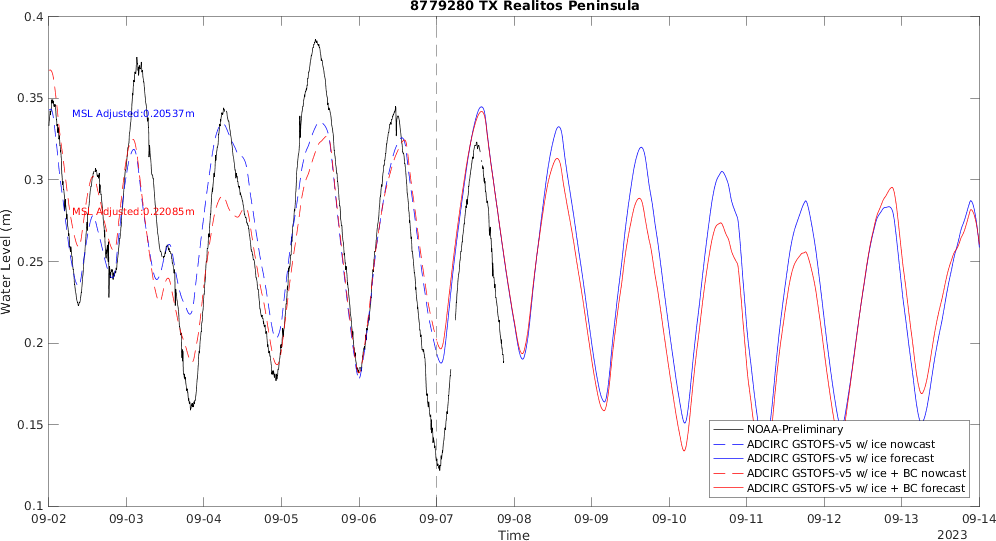 8779280 TX Realitos Peninsula
0.4
0.35
0.3
0.25
0.2
0.15
0.1
Water Level (m)
MSL Adjusted:0.20537m
MSL Adjusted:0.22085m
NOAA-Preliminary
ADCIRC GSTOFS-v5 w/ ice nowcast
ADCIRC GSTOFS-v5 w/ ice forecast
ADCIRC GSTOFS-v5 w/ ice + BC nowcast
ADCIRC GSTOFS-v5 w/ ice + BC forecast
09-02 09-03 09-04 09-05 09-06 09-07 09-08 09-09 09-10 09-11 09-12 09-13 09-14
Time
2023